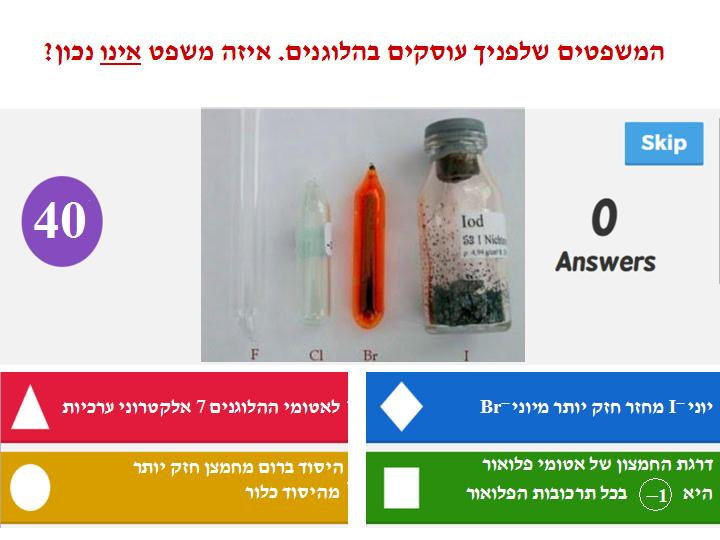 המשפטים שלפניך עוסקים בהלוגנים. איזה משפט אינו נכון?
Skip
40
0
Answers
Iod
53 I Nichtm
F Cl Br I
לאטומי ההלוגנים 7 אלקטרוני ערכיות
יוני I⁻ מחזר חזק יותר מיוני Br⁻
היסוד ברום מחמצן חזק יותר
מהיסוד כלור
דרגת החמצון של אטומי פלואור
היא –1 בכל תרכובות הפלואור